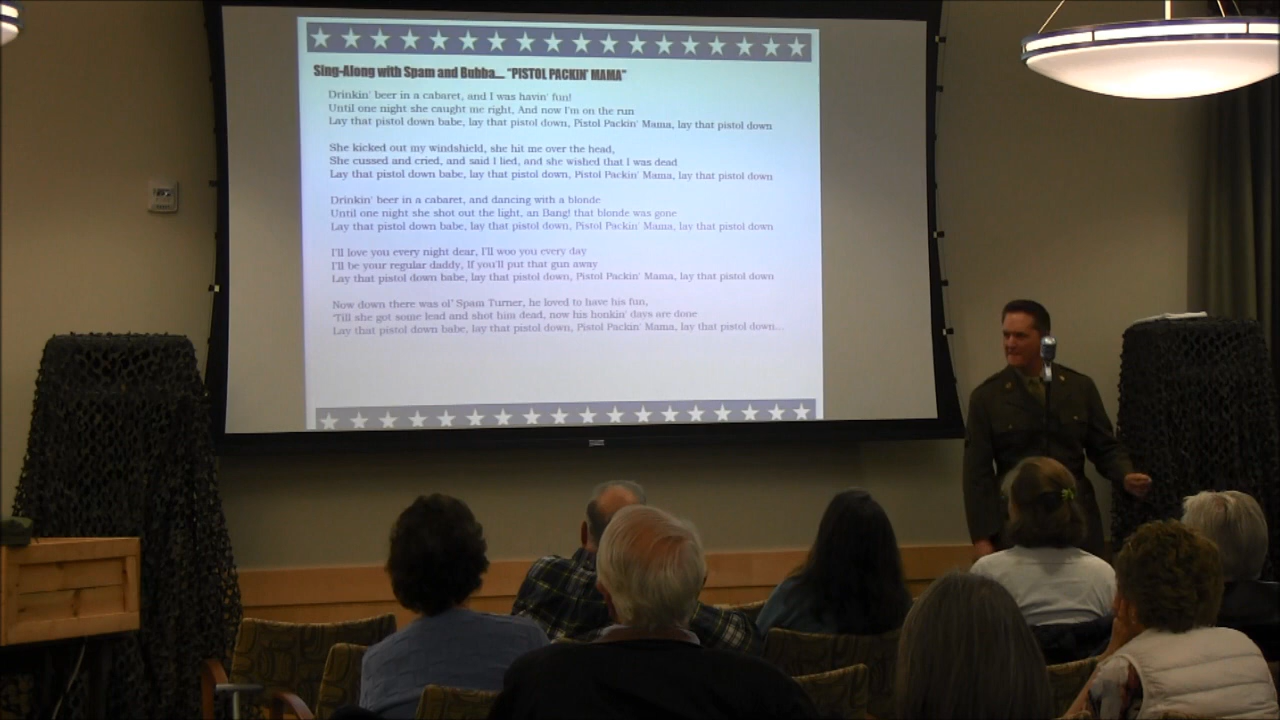 Sing-Along with Spam and Bubba.... "PISTOL PACKIN' MAMA"
Drinkin' beer in a cabaret, and I was havin' fun!
Until one night she caught me right, And now I'm on the run
Lay that pistol down babe, lay that pistol down, Pistol Packin' Mama, lay that pistol down
She kicked out my windshield, she hit me over the head,
She cussed and cried, and said I lied, and she wished that I was dead
Lay that pistol down babe, lay that pistol down, Pistol Packin' Mama, lay that pistol down
Drinkin' beer in a cabaret, and dancing with a blonde
Until one night she shot out the light, an Bang! that blonde was gone
Lay that pistol down babe, lay that pistol down, Pistol Packin' Mama, lay that pistol down
I'll love you every night dear, I'll woo you every day
I'll be your regular daddy, If you'll put that gun away
Lay that pistol down babe, lay that pistol down, Pistol Packin' Mama, lay that pistol down
Now down there was ol' Spam Turner, he loved to have his fun,
'Till she got some lead and shot him dead, now his honkin' days are done
Lay that pistol down babe, lay that pistol down, Pistol Packin' Mama, lay that pistol down...